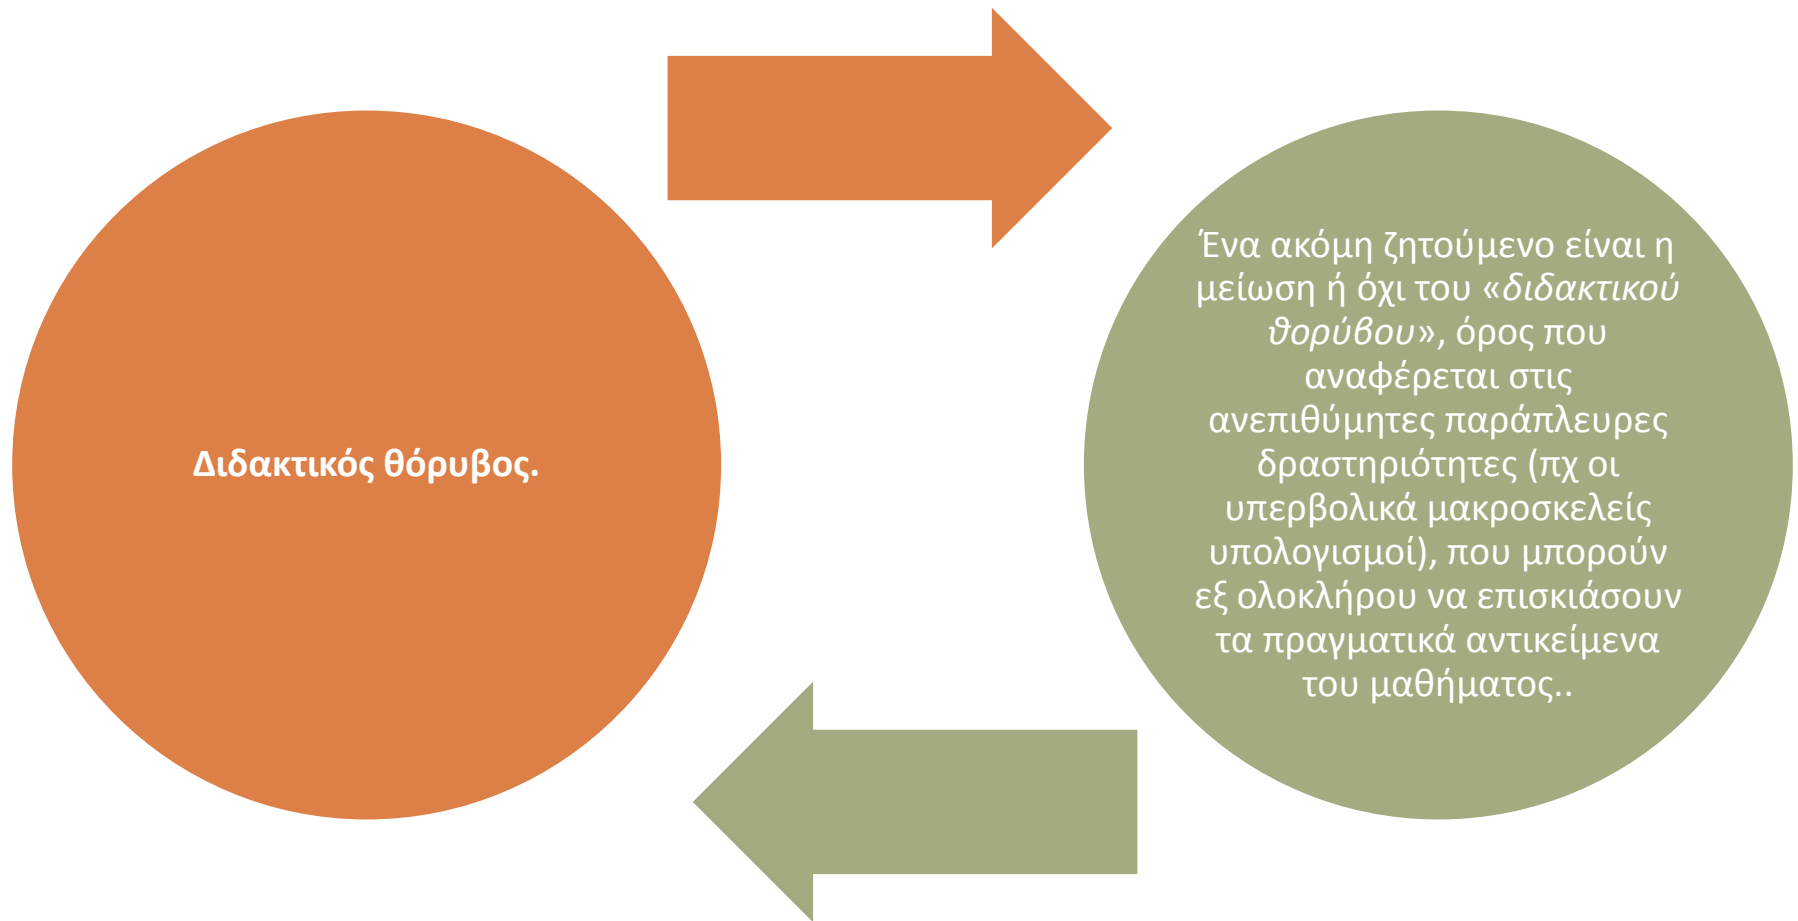 Διδακτικός θόρυβος.
Ένα ακόμη ζητούμενο είναι η
μείωση ή όχι του «διδακτικού
θορύβου», όρος που
αναφέρεται στις
ανεπιθύμητες παράπλευρες
δραστηριότητες (πχ οι
υπερβολικά μακροσκελείς
υπολογισμοί), που μπορούν
εξ ολοκλήρου να επισκιάσουν
τα πραγματικά αντικείμενα
του μαθήματος..